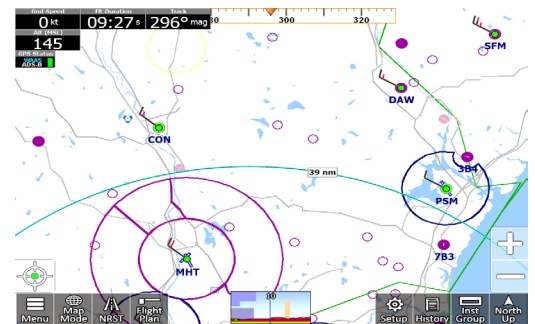 Gnd Speed Flt Duration Track
0 kt 09:27 s 296° mag
300 320
Alt (MSL)
145
GPS Status
WAAS
ADS-B
SFM
DAW
CON
39 nm
3B4
PSM
7B3
MHT
10
Menu Map Mode NRST Flight Plan Setup History Inst Group North Up